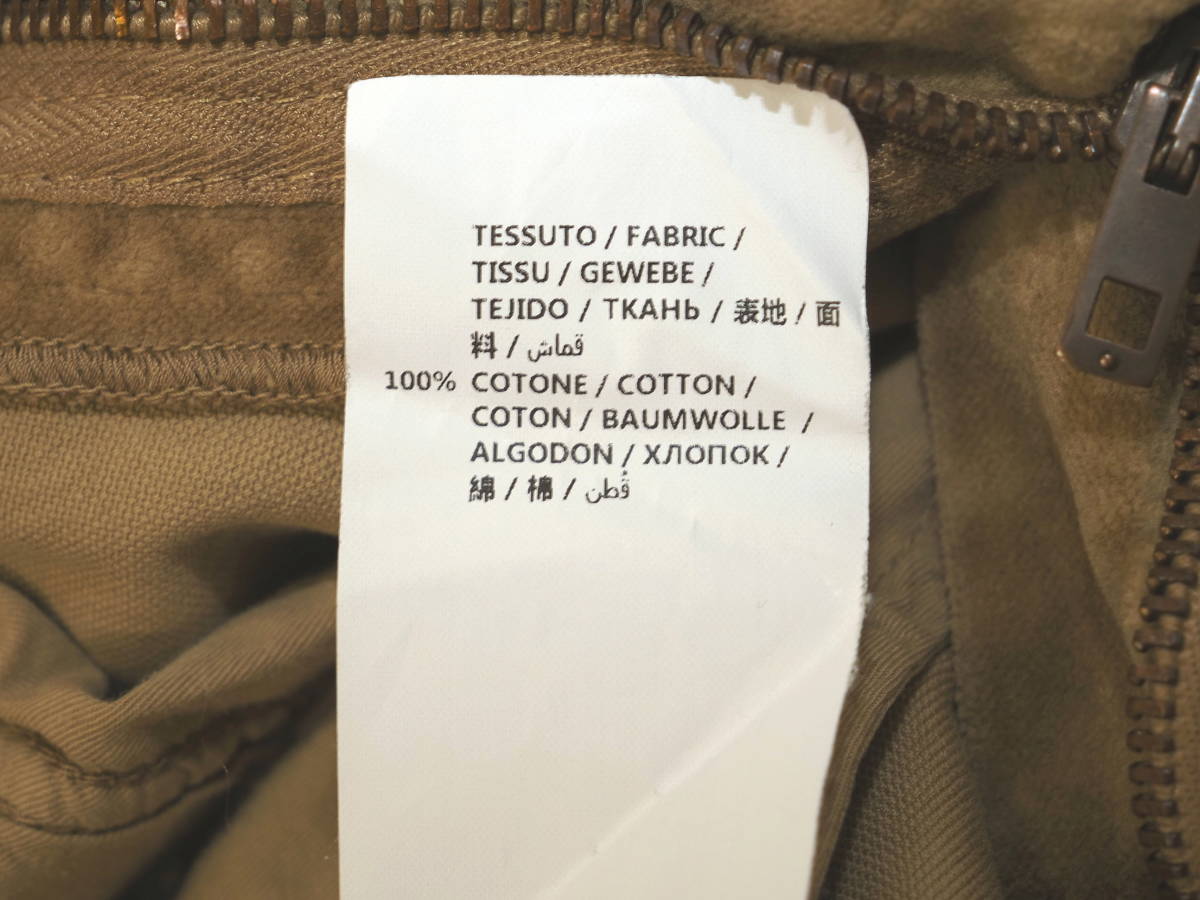 TESSUTO / FABRIC /
TISSU / GEWEBE /
TEJIDO / ТКАНЬ / 表地 / 面
料 / قماش
100% COTONE / COTTON /
COTON / BAUMWOLLE /
ALGODON / ХЛОПОК /
綿 / 棉 / قُطن